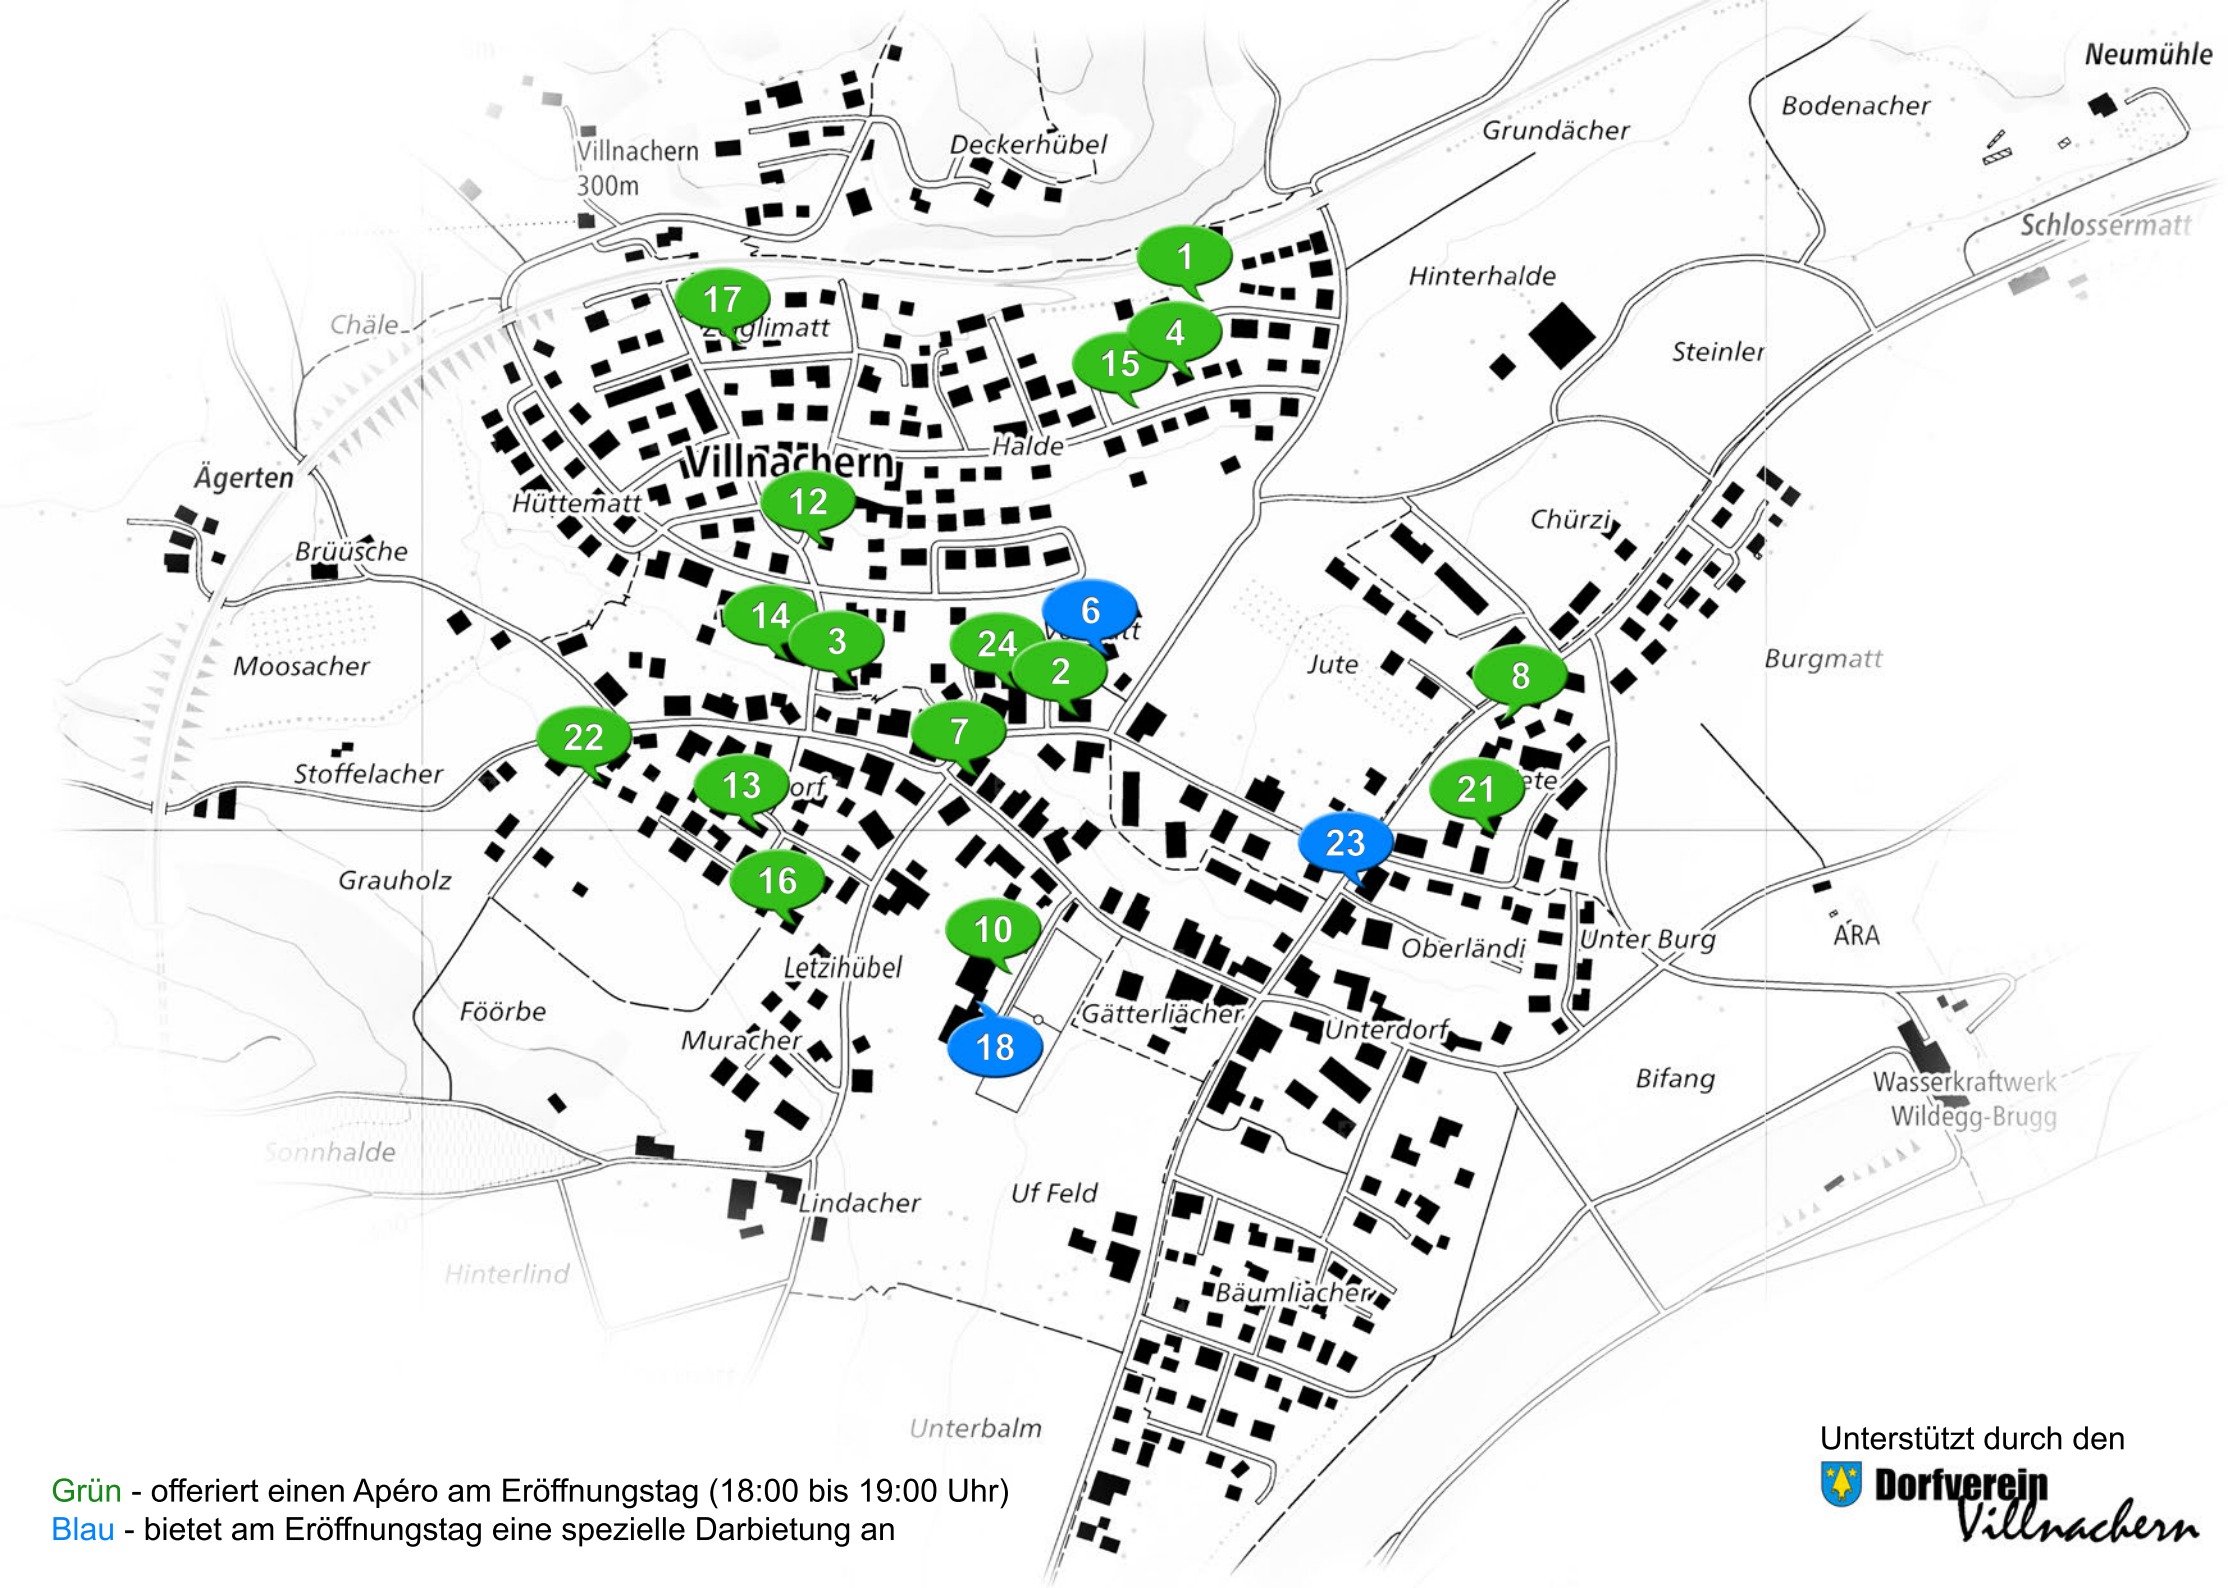 Neumühle
Bodenacher
Grundächer
Deckerhübel
Villnachern
300m
Schlossermatt
1
Hinterhalde
17
Chäle
4
Steinler
15
Halde
Villnachern
Ägerten
12
Hüttematt
Chürzi
Brüüsche
6
14
3
24
Moosacher
Jute
2
8
Burgmatt
22
7
Stoffelacher
13
21
23
Grauholz
16
10
ARA
Oberländi
Unter Burg
Letzihübel
Föörbe
Gätterliächer
Unterdorf
Muracher
18
Bifang
Wasserkraftwerk
Wildegg-Brugg
Sonnhalde
Uf Feld
Lindacher
Hinterlind
Bäumliächer
Unterbalm
Unterstützt durch den
Dorfverein
Villnachern
Grün - offeriert einen Apéro am Eröffnungstag (18:00 bis 19:00 Uhr)
Blau - bietet am Eröffnungstag eine spezielle Darbietung an